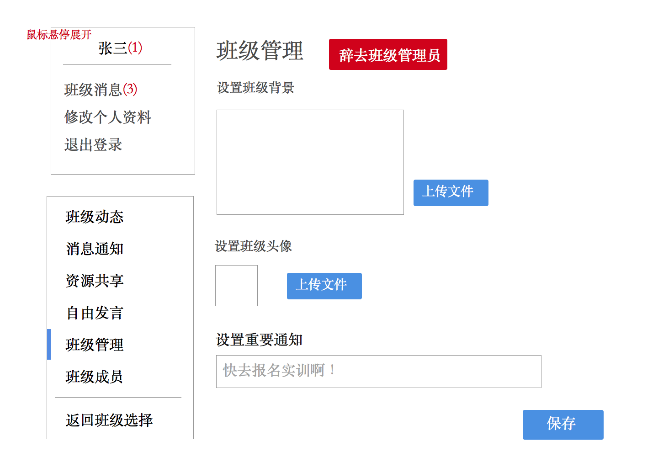 鼠标悬停展开
张三(1)
班级消息(3)
修改个人资料
退出登录
班级动态
消息通知
资源共享
自由发言
班级管理
班级成员
返回班级选择
班级管理
辞去班级管理员
设置班级背景
上传文件
设置班级头像
上传文件
设置重要通知
快去报名实训啊！
保存